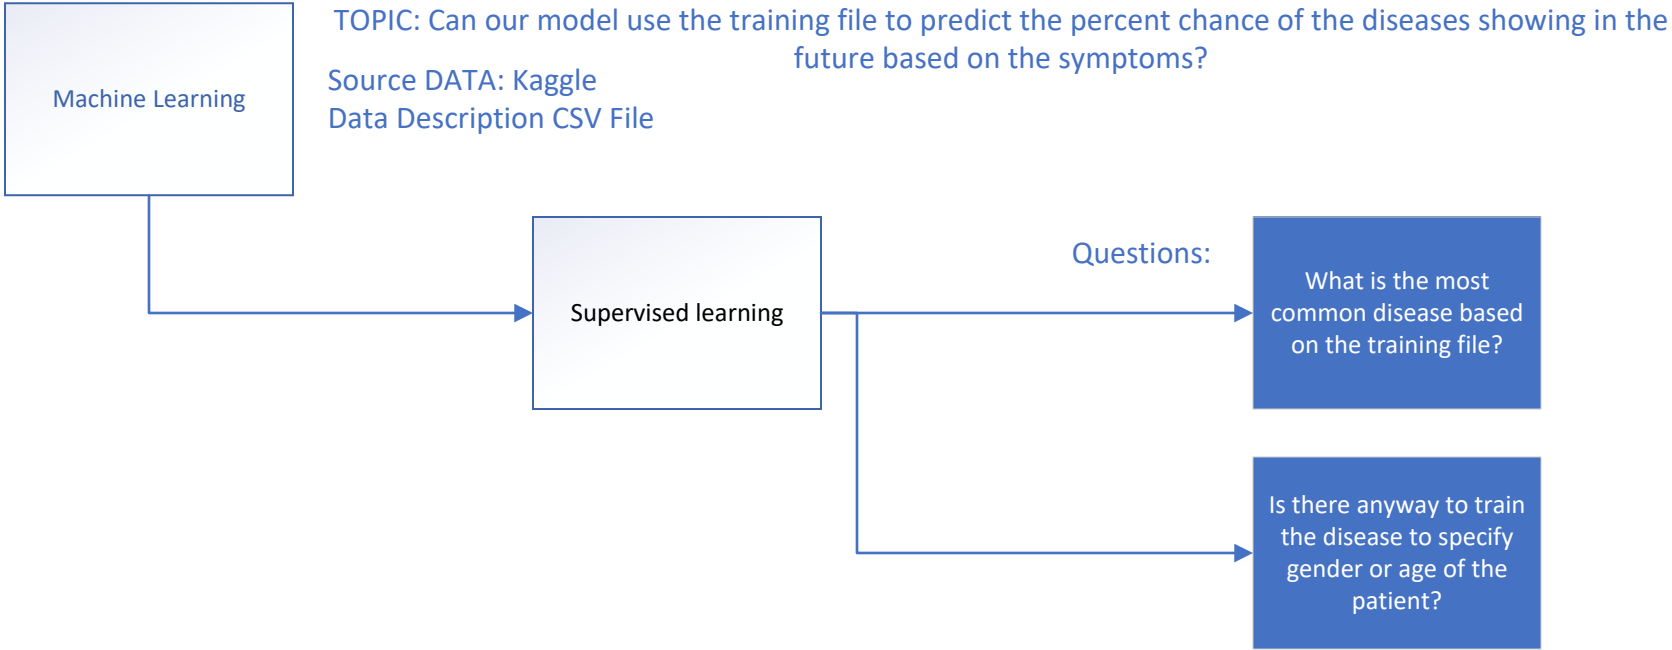 TOPIC: Can our model use the training file to predict the percent chance of the diseases showing in the
future based on the symptoms?
Source DATA: Kaggle
Data Description CSV File
Machine Learning
Supervised learning
Questions:
What is the most
common disease based
on the training file?
Is there anyway to train
the disease to specify
gender or age of the
patient?